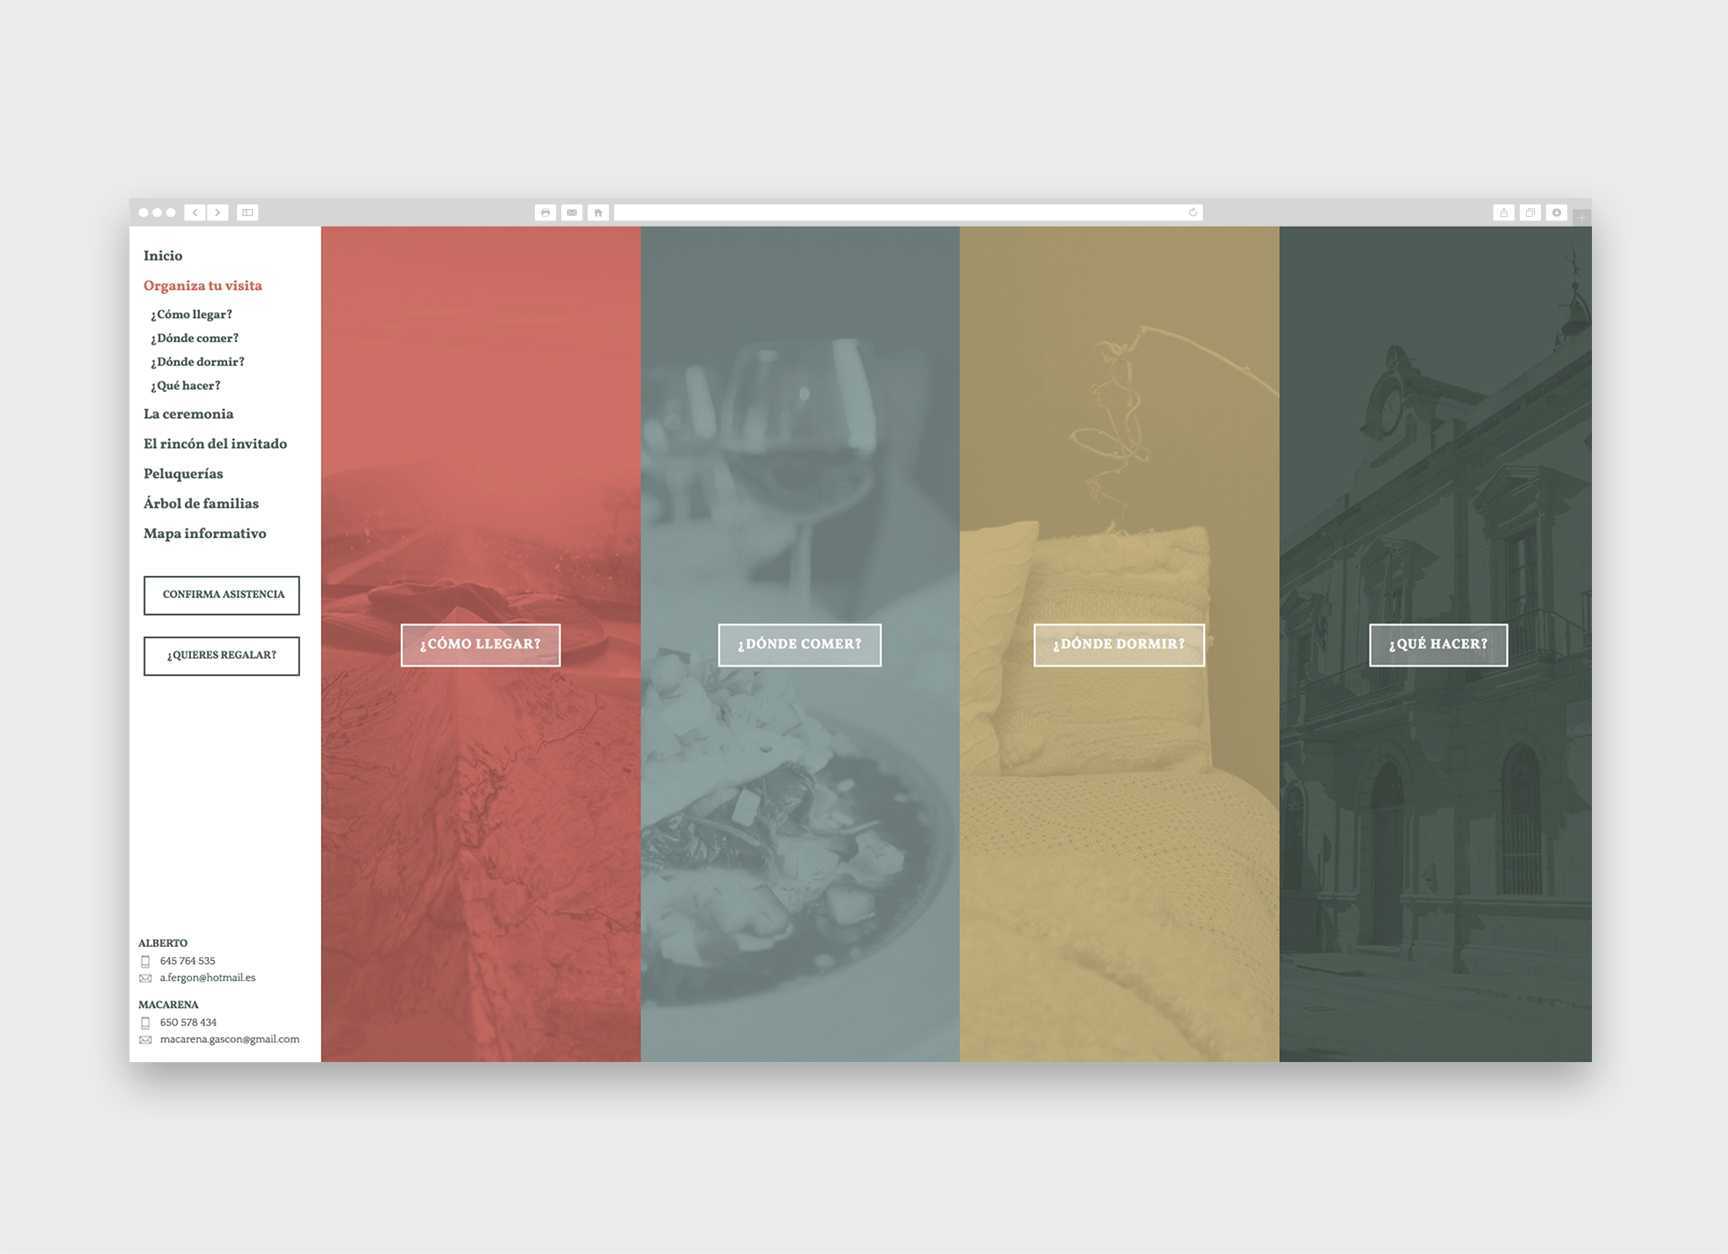 Inicio
Organiza tu visita
¿Cómo llegar?
¿Dónde comer?
¿Dónde dormir?
¿Qué hacer?
La ceremonia
El rincón del invitado
Peluquerías
Árbol de familias
Mapa informativo
CONFIRMA ASISTENCIA
¿QUIERES REGALAR?
ALBERTO
645 764 535
a.fergon@hotmail.es
MACARENA
650 578 434
macarena.gascon@gmail.com
¿CÓMO LLEGAR?
¿DÓNDE COMER?
¿DÓNDE DORMIR?
¿QUÉ HACER?